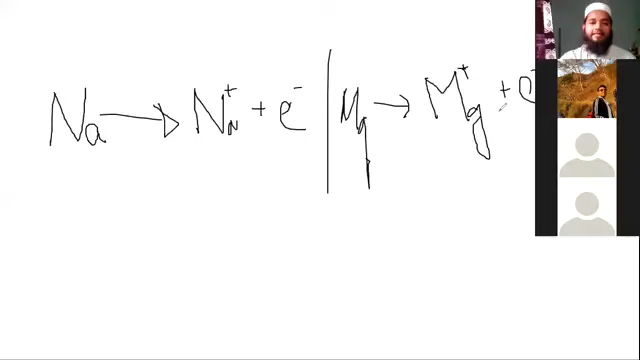 Na → Na⁺ + e⁻ | Mg → Mg⁺ + e⁻